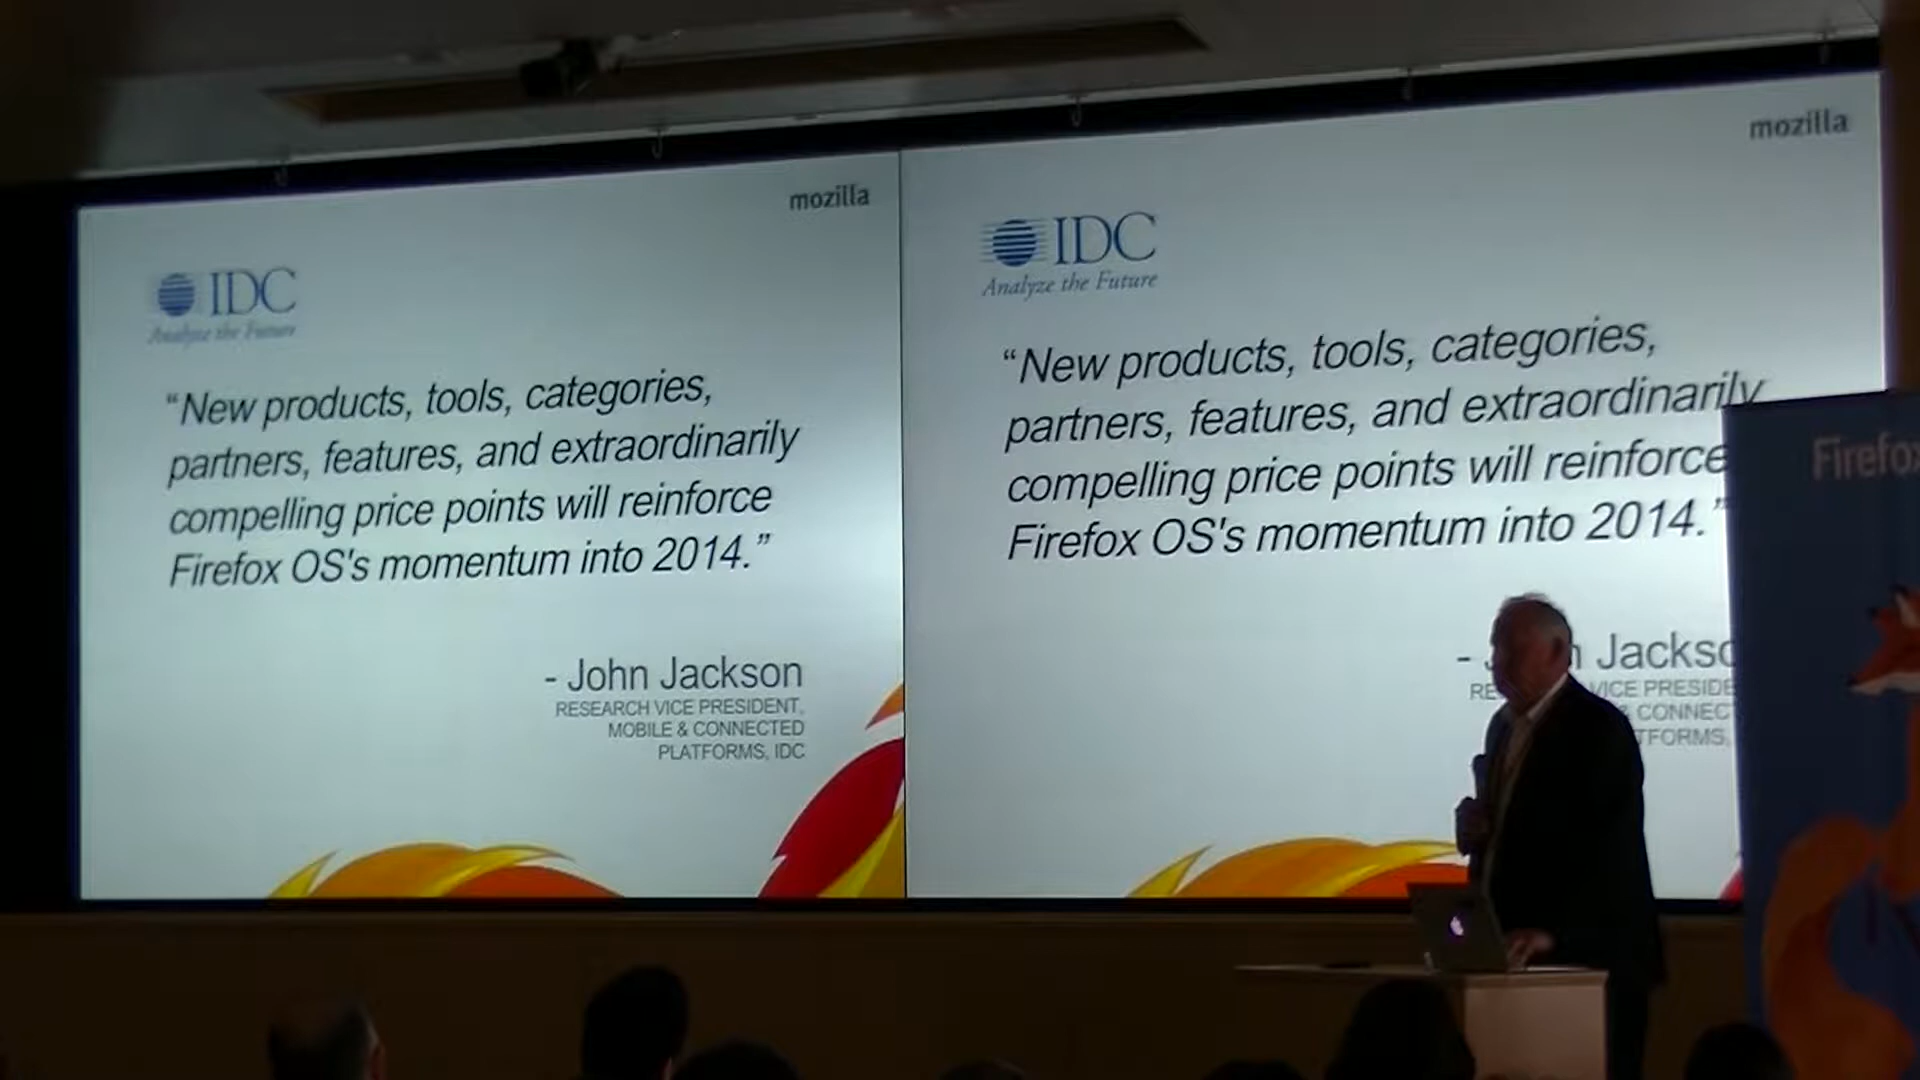 mozilla
IDC
Analyze the Future
“New products, tools, categories,
partners, features, and extraordinarily
compelling price points will reinforce
Firefox OS's momentum into 2014.”
- John Jackson
RESEARCH VICE PRESIDENT,
MOBILE & CONNECTED
PLATFORMS, IDC
mozilla
IDC
Analyze the Future
“New products, tools, categories,
partners, features, and extraordinarily
compelling price points will reinforce
Firefox OS's momentum into 2014.”
Firefox